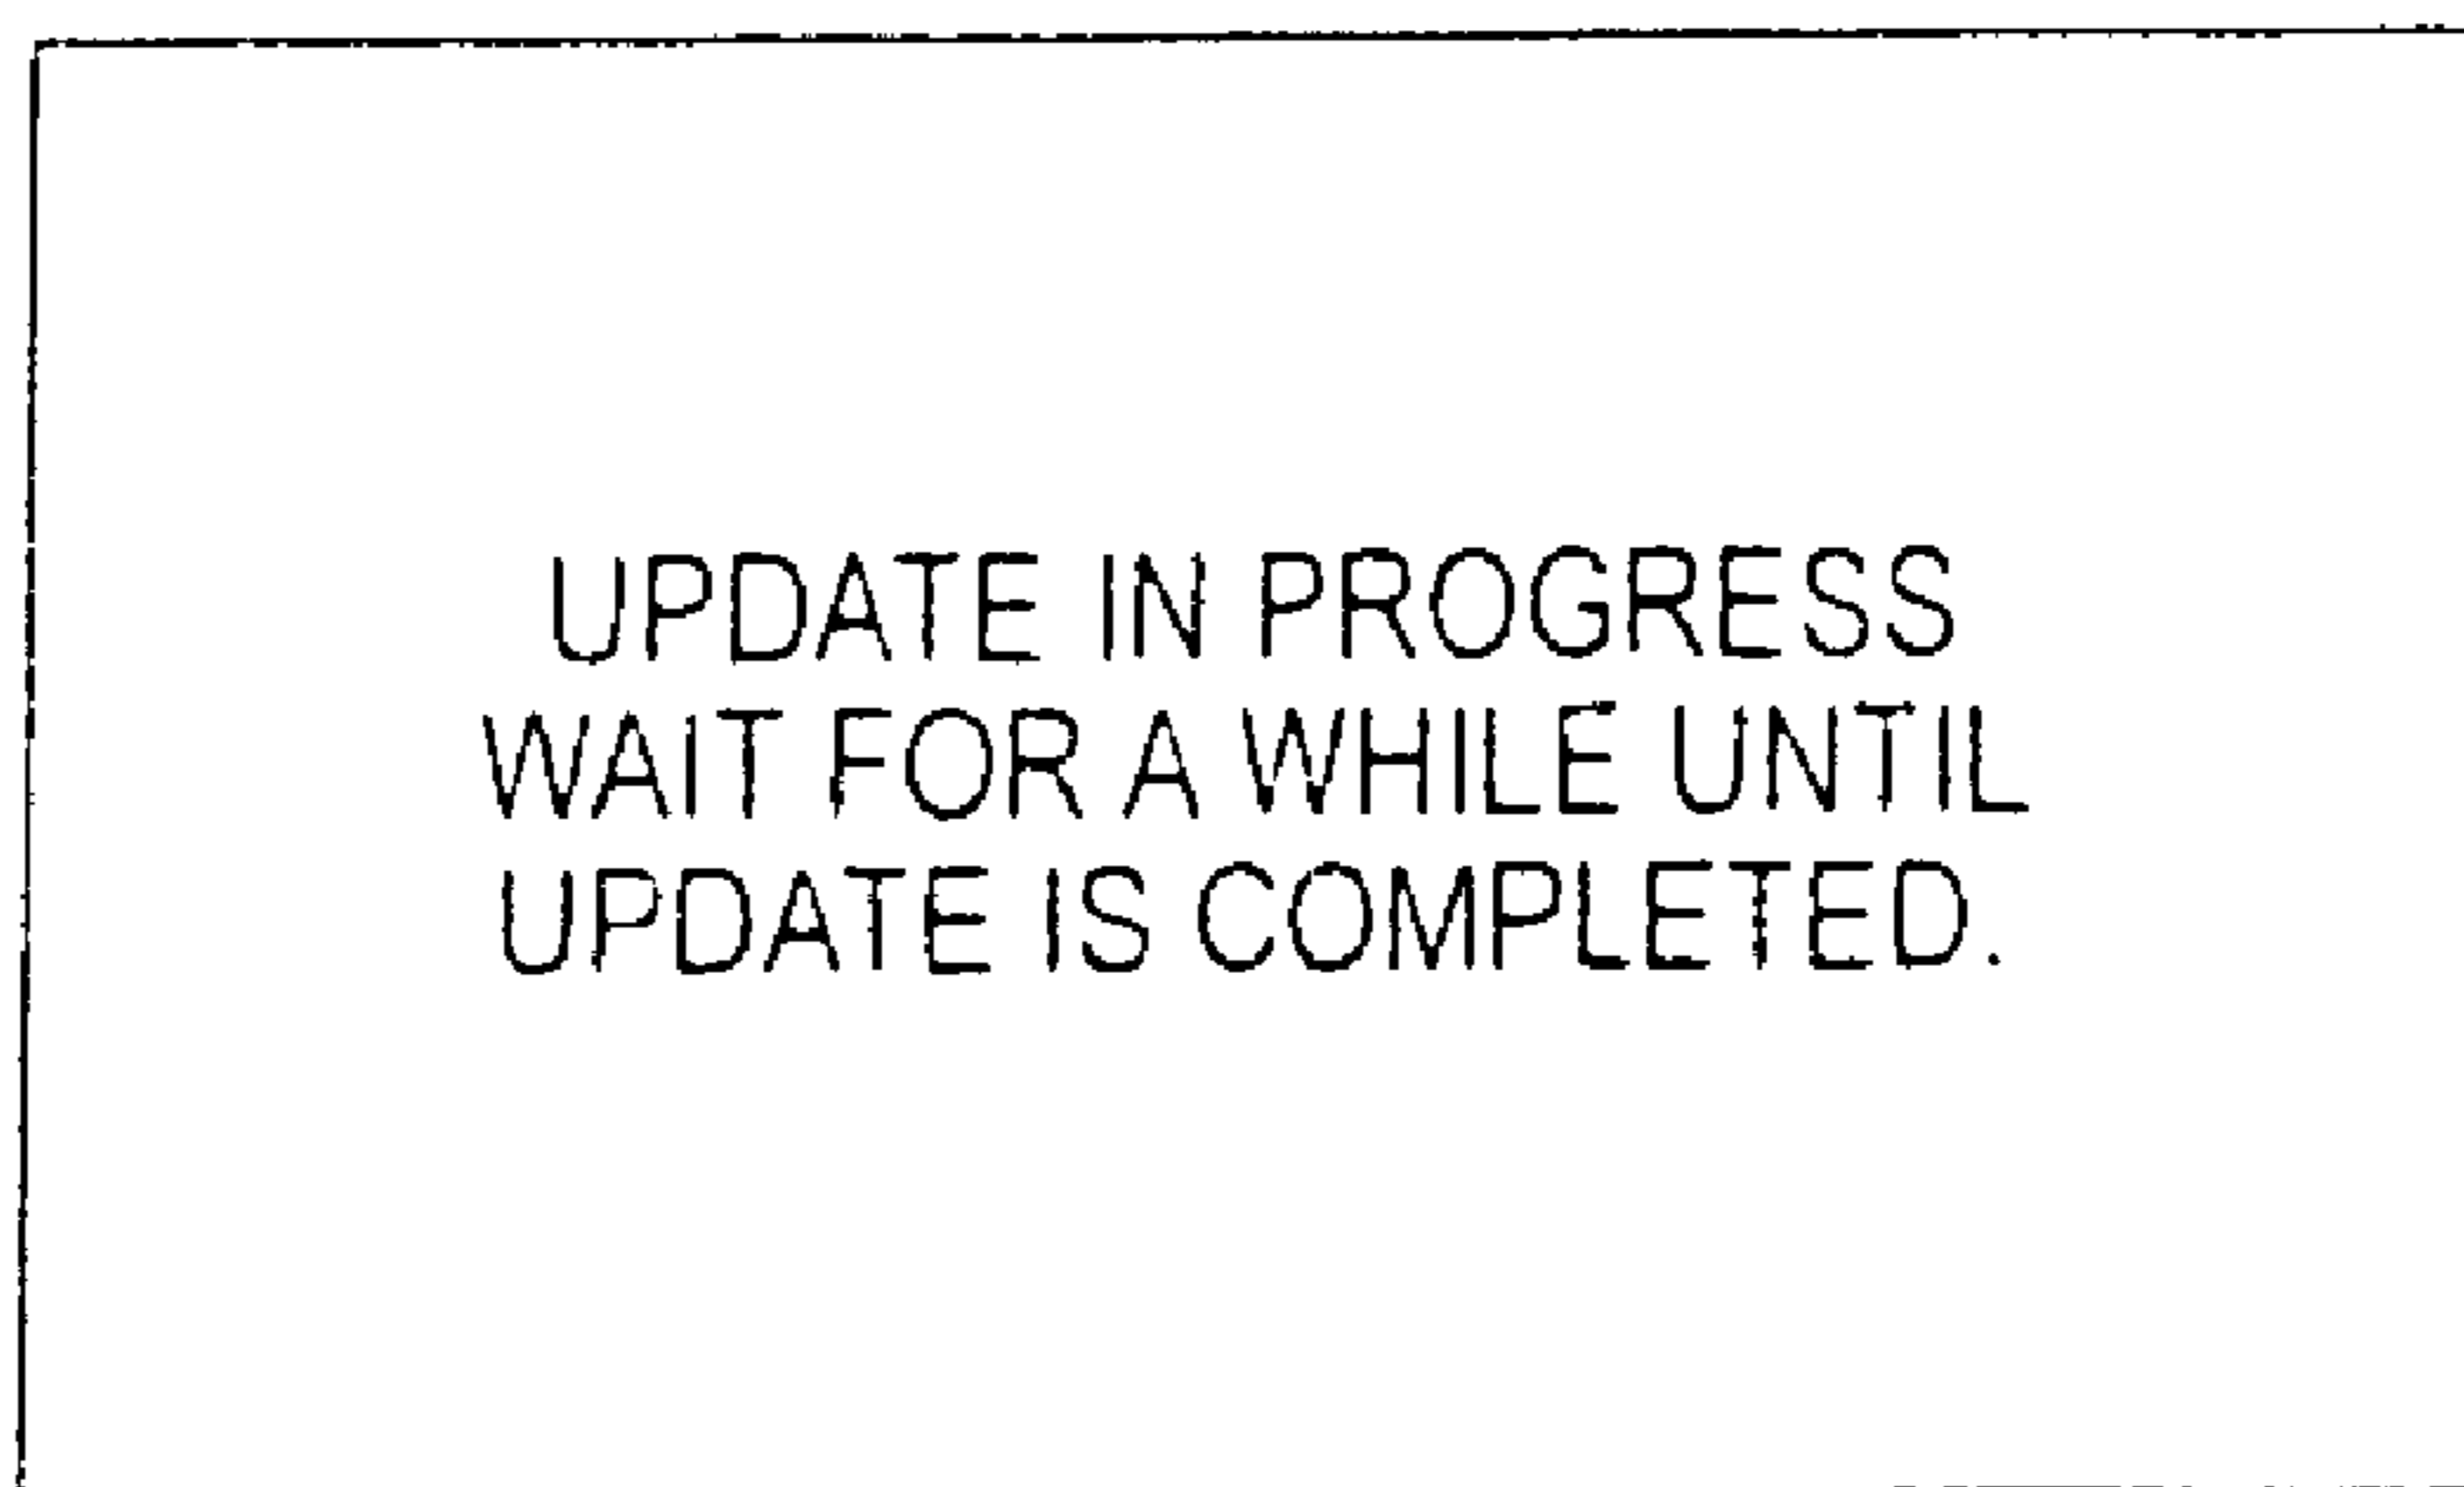 UPDATE IN PROGRESS
WAIT FOR A WHILE UNTIL
UPDATE IS COMPLETED.